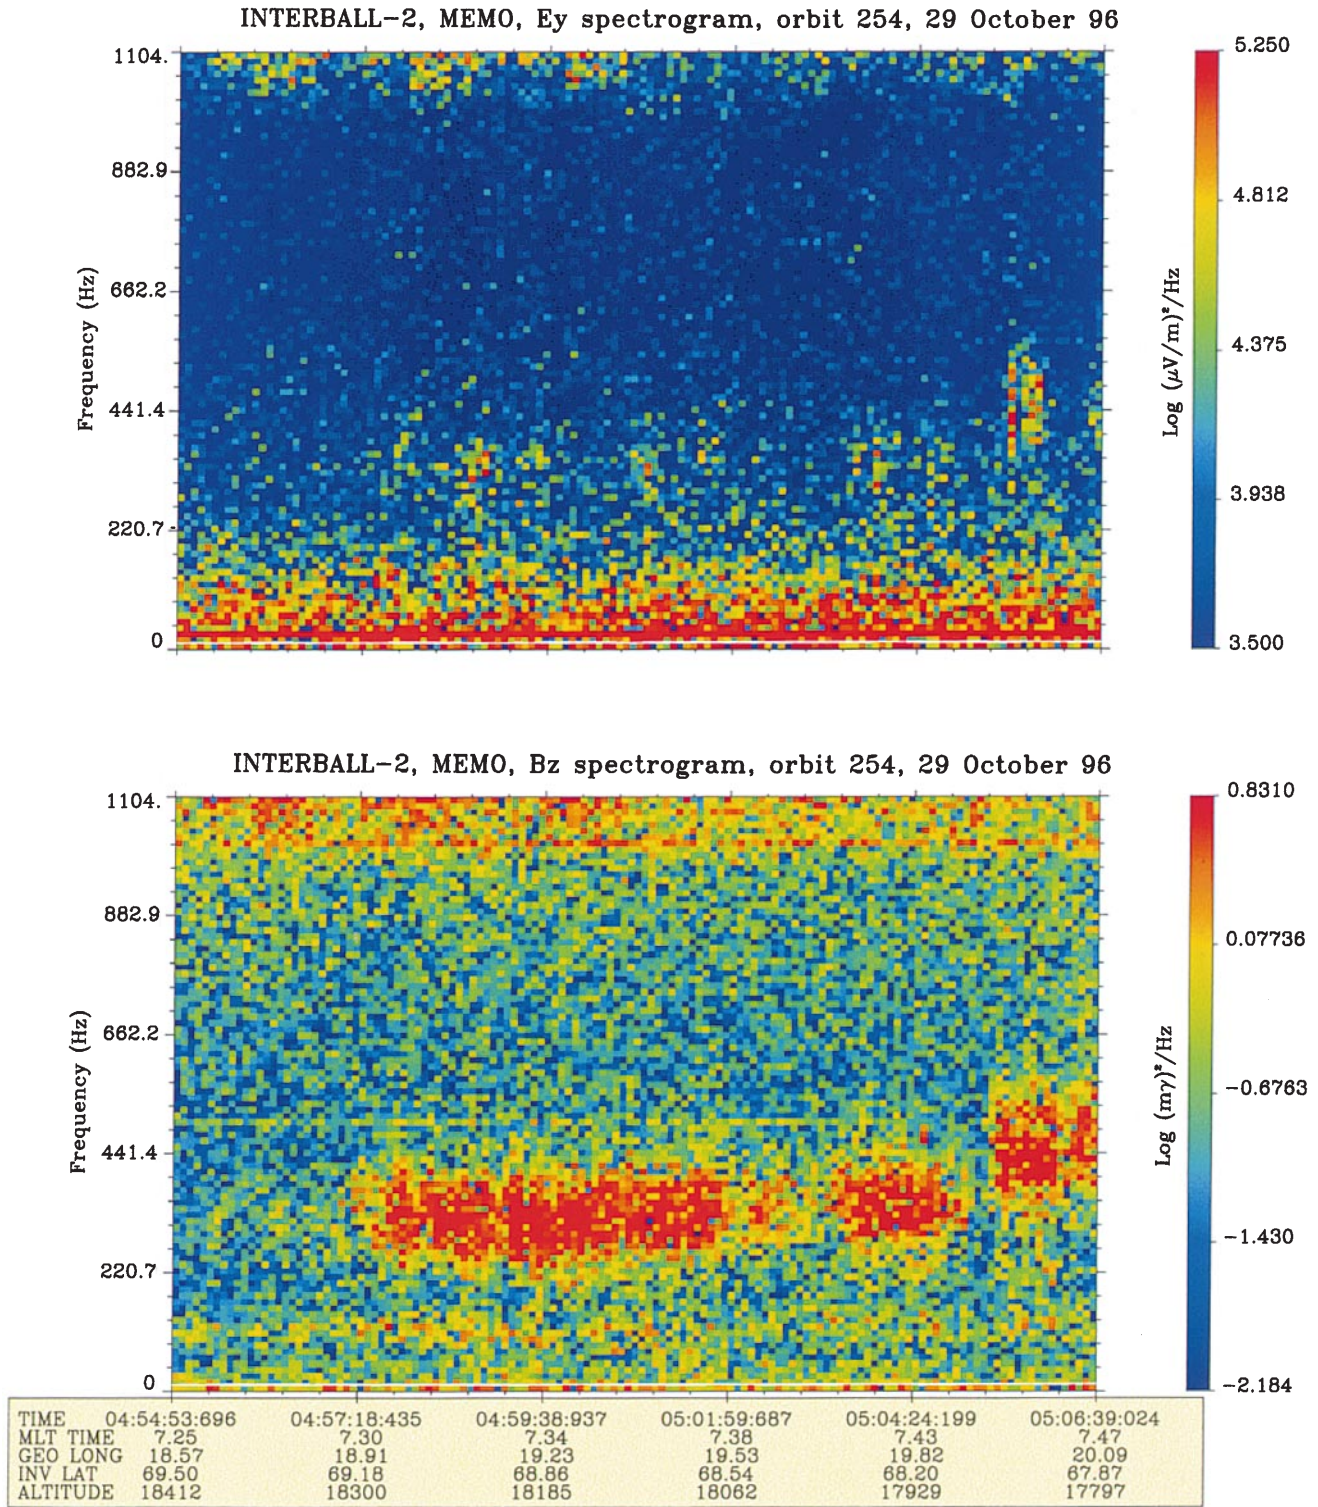 INTERBALL-2, MEMO, Ey spectrogram, orbit 254, 29 October 96
1104.
882.9
662.2
441.4
220.7
0
Frequency (Hz)
5.250
4.812
4.375
3.938
3.500
Log (μV/m)²/Hz
INTERBALL-2, MEMO, Bz spectrogram, orbit 254, 29 October 96
1104.
882.9
662.2
441.4
220.7
0
Frequency (Hz)
0.8310
0.07736
-0.6763
-1.430
-2.184
Log (mγ)²/Hz
TIME 04:54:53:696 04:57:18:435 04:59:38:937 05:01:59:687 05:04:24:199 05:06:39:024
MLT TIME 7.25 7.30 7.34 7.38 7.43 7.47
GEO LONG 18.57 18.91 19.23 19.53 19.82 20.09
INV LAT 69.50 69.18 68.86 68.54 68.20 67.87
ALTITUDE 18412 18300 18185 18062 17929 17797